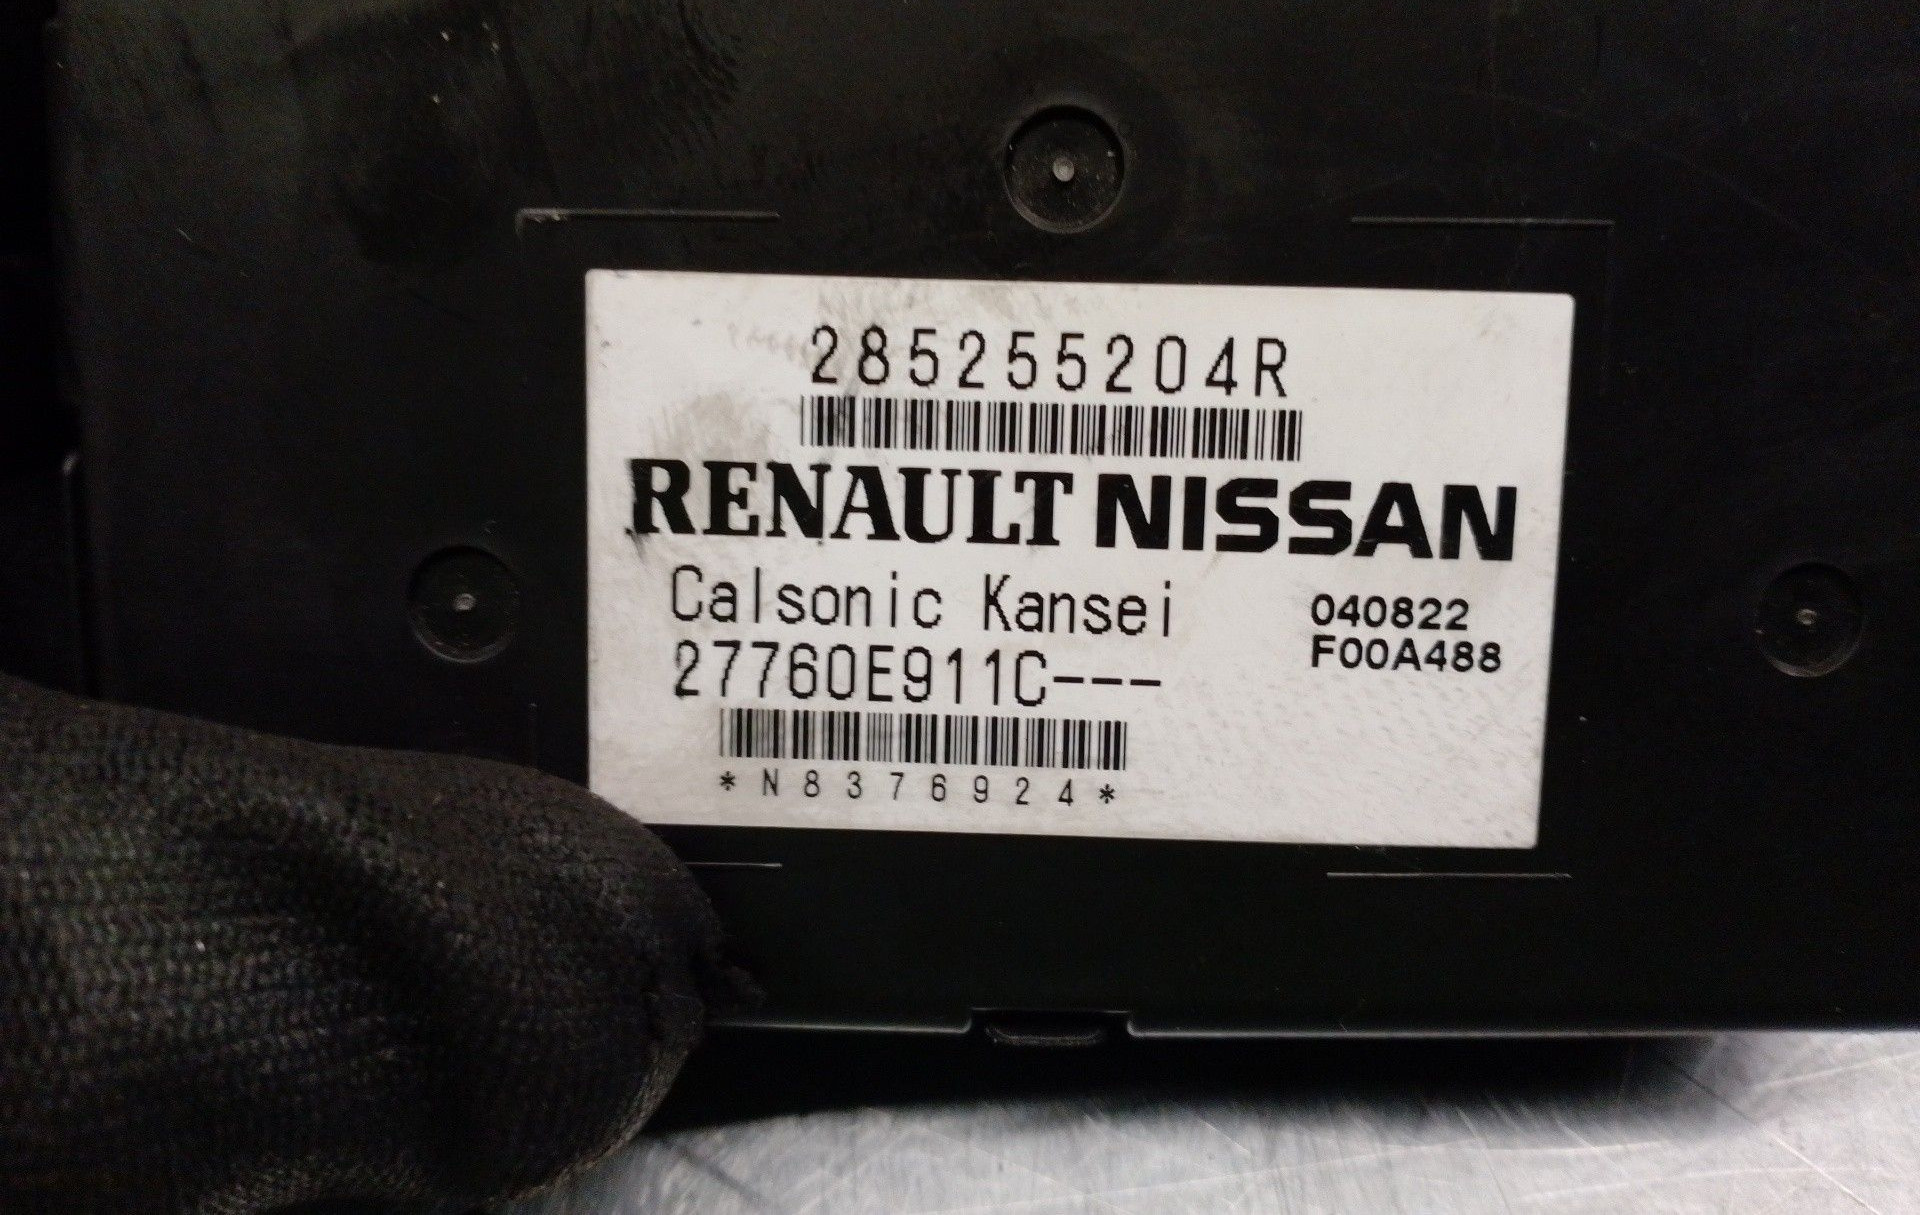 285255204R
RENAULT NISSAN
Calsonic Kansei
040822
27760E911C---
F00A488
*N8376924*